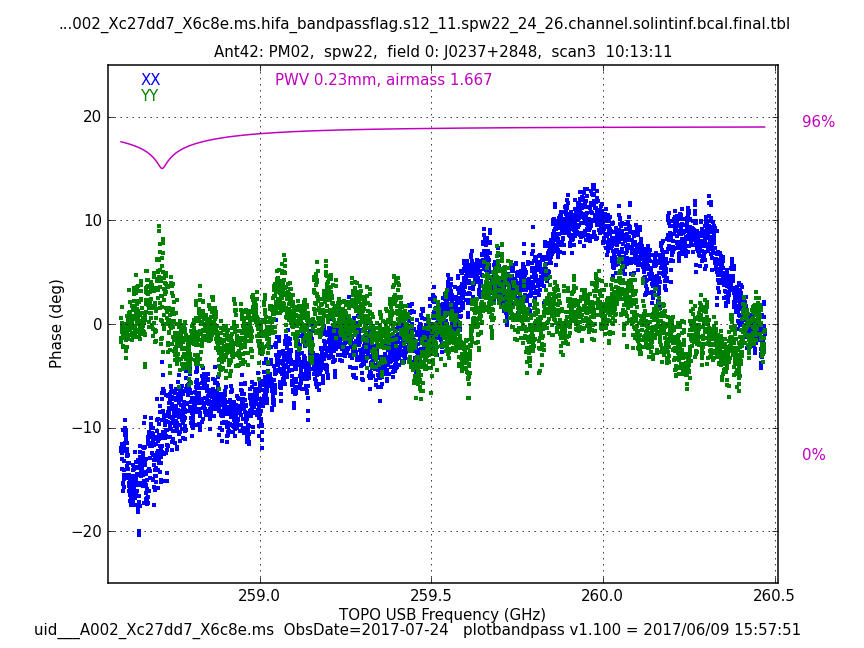 ...002_Xc27dd7_X6c8e.ms.hifa_bandpassflag.s12_11.spw22_24_26.channel.solintinf.bcal.final.tbl
Ant42: PM02,  spw22,  field 0: J0237+2848,  scan3  10:13:11
XX
PWV 0.23mm, airmass 1.667
YY
20
96%
10
0
Phase (deg)
−10
0%
−20
259.0
259.5
260.0
260.5
TOPO USB Frequency (GHz)
uid___A002_Xc27dd7_X6c8e.ms  ObsDate=2017-07-24   plotbandpass v1.100 = 2017/06/09 15:57:51